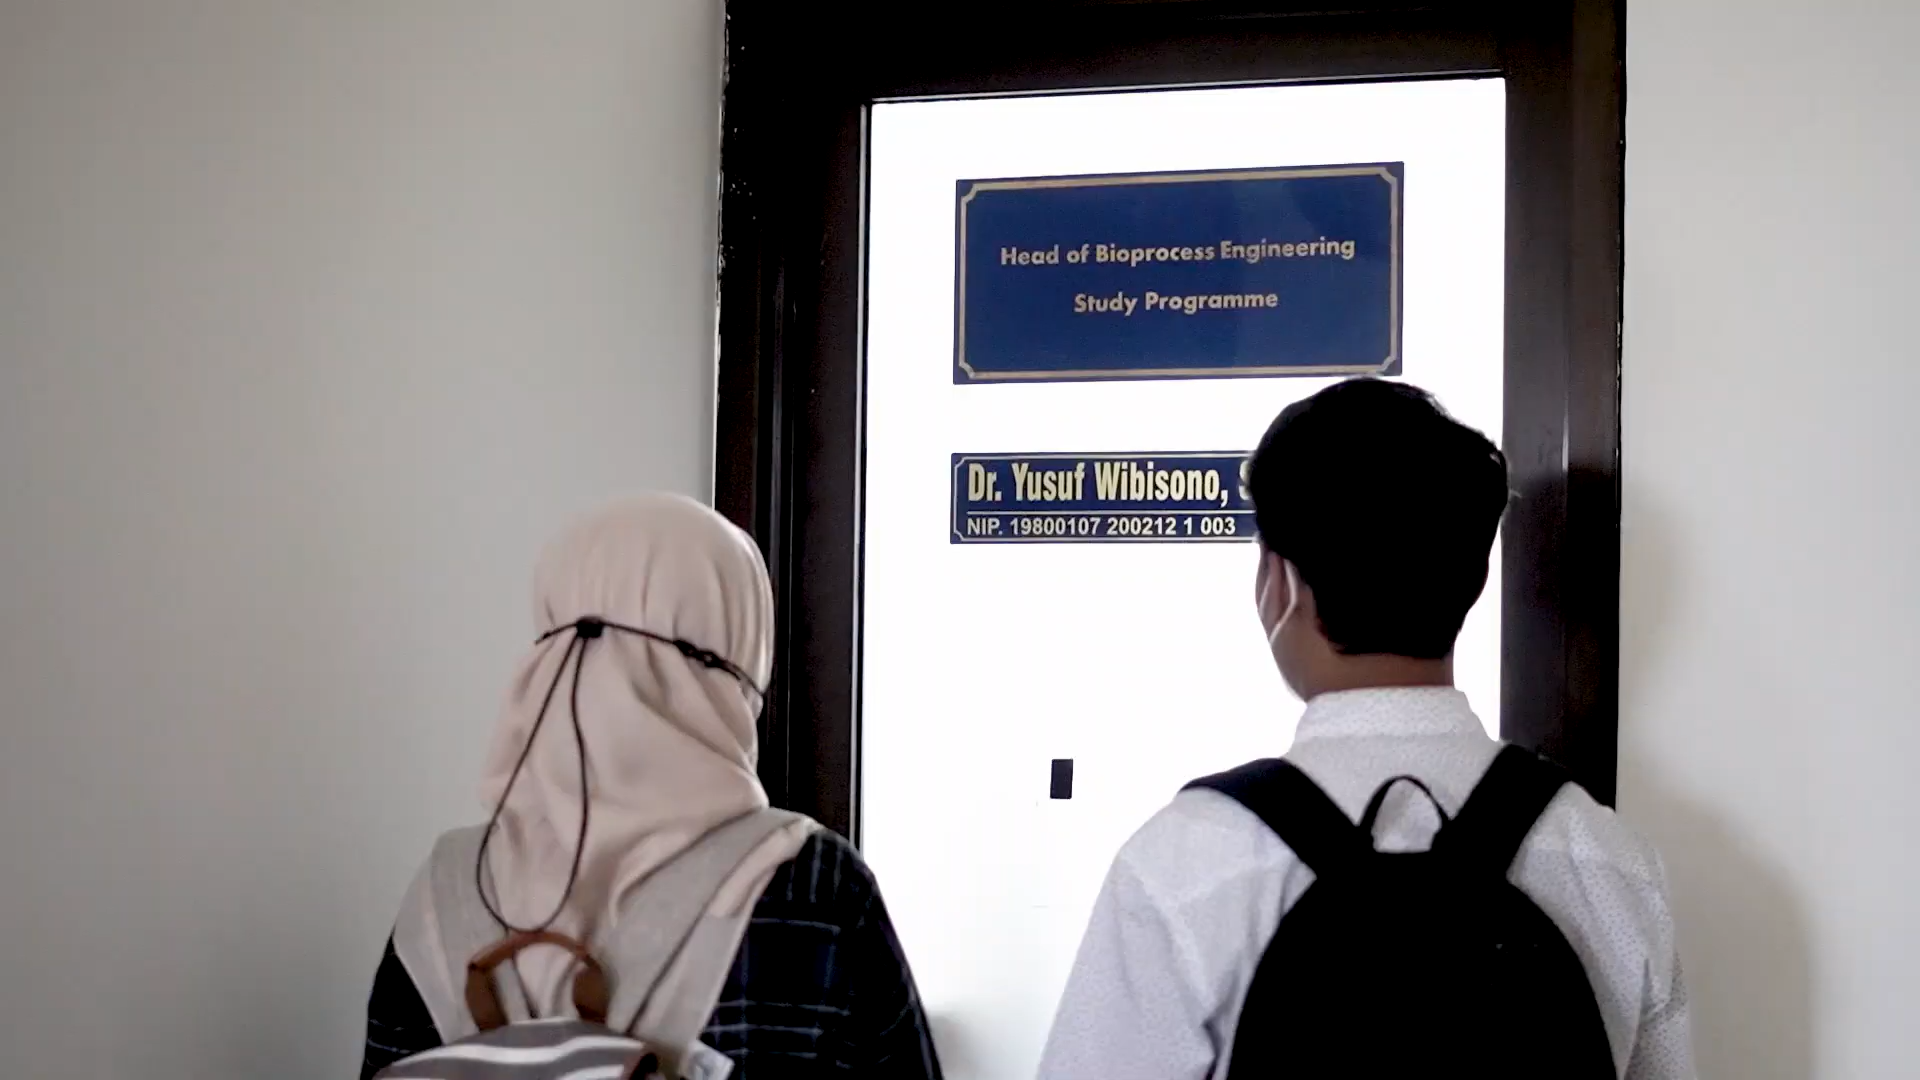 Head of Bioprocess Engineering
Study Programme
Dr. Yusuf Wibisono,
NIP. 19800107 200212 1 003